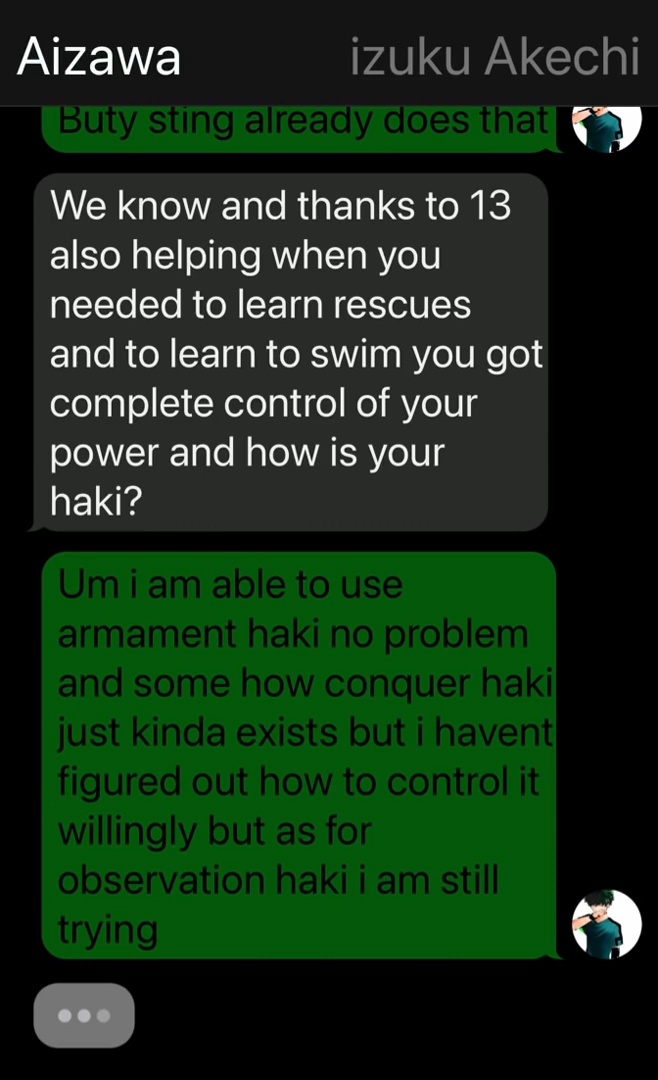 Aizawa
izuku Akechi
Buty sting already does that
We know and thanks to 13
also helping when you
needed to learn rescues
and to learn to swim you got
complete control of your
power and how is your
haki?
Um i am able to use
armament haki no problem
and some how conquer haki
just kinda exists but i havent
figured out how to control it
willingly but as for
observation haki i am still
trying